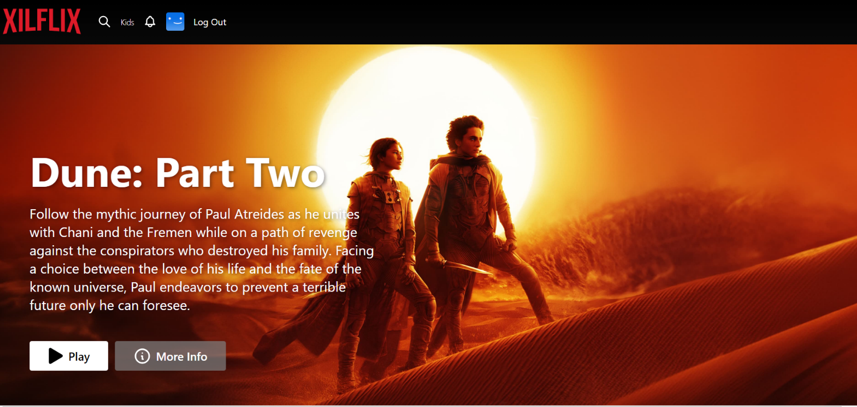 XILFLIX
Kids
Log Out
Dune: Part Two
Follow the mythic journey of Paul Atreides as he unites
with Chani and the Fremen while on a path of revenge
against the conspirators who destroyed his family. Facing
a choice between the love of his life and the fate of the
known universe, Paul endeavors to prevent a terrible
future only he can foresee.
Play
More Info